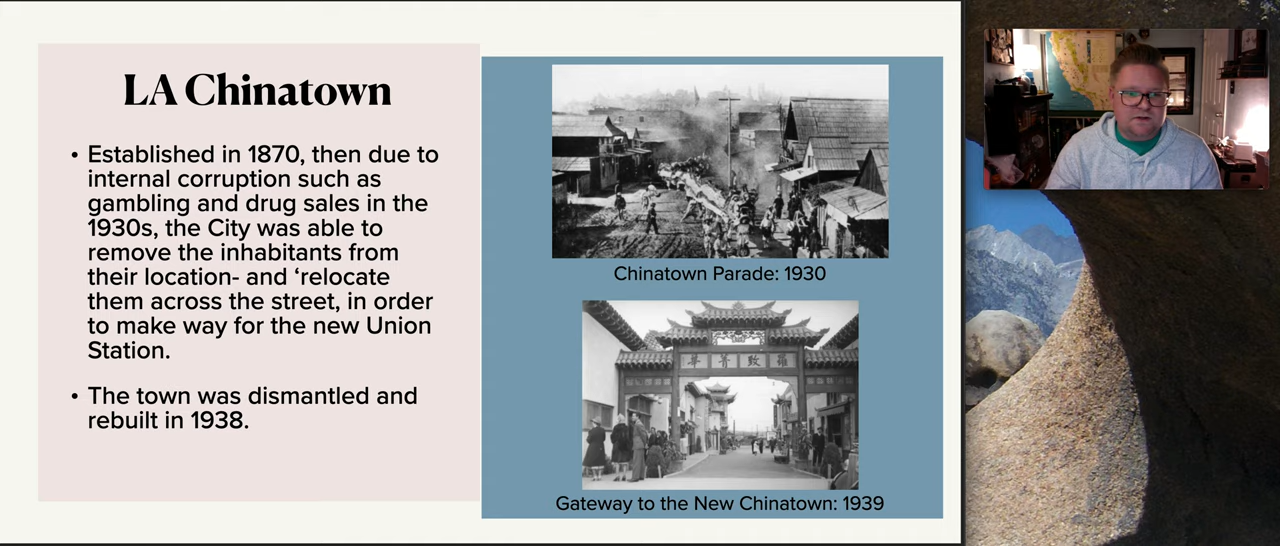 LA Chinatown
• Established in 1870, then due to
internal corruption such as
gambling and drug sales in the
1930s, the City was able to
remove the inhabitants from
their location- and ‘relocate
them across the street, in order
to make way for the new Union
Station.
• The town was dismantled and
rebuilt in 1938.
Chinatown Parade: 1930
Gateway to the New Chinatown: 1939